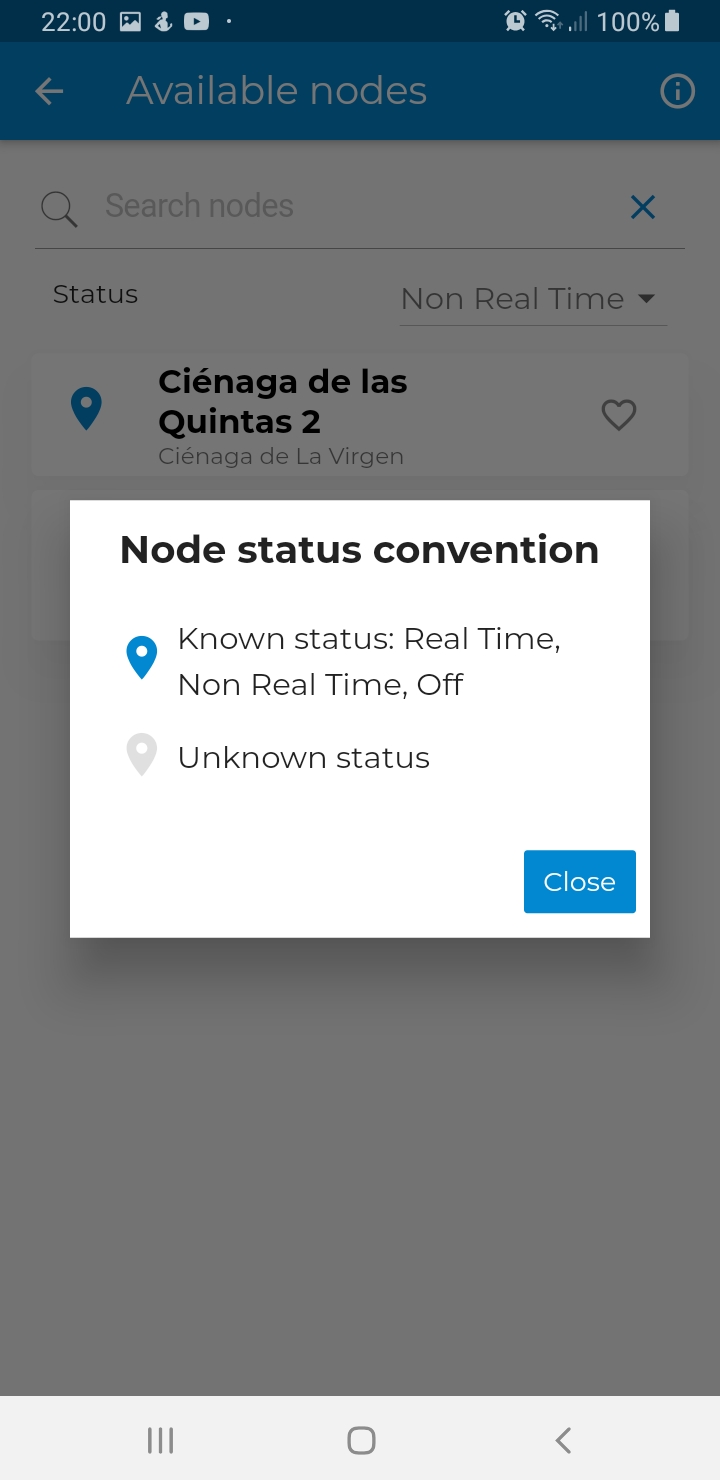 22:00
100%
Available nodes
Search nodes
Status
Non Real Time
Ciénaga de las
Quintas 2
Ciénaga de La Virgen
Node status convention
Known status: Real Time,
Non Real Time, Off
Unknown status
Close